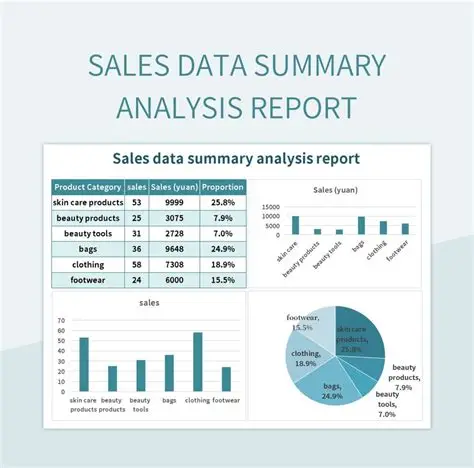 SALES DATA SUMMARY
ANALYSIS REPORT
Sales data summary analysis report
Product Category sales Sales (yuan) Proportion
skin care products 53 9999 25.8%
beauty products 25 3075 7.9%
beauty tools 31 2728 7.0%
bags 36 9648 24.9%
clothing 58 7308 18.9%
footwear 24 6000 15.5%
Sales (yuan)
15000
10000
5000
0
skin care
beauty products
beauty tools
bags
clothing
footwear
sales
70
60
50
40
30
20
10
0
skin care
products
beauty
products
beauty
tools
bags
clothing
footwear
footwear,
15.5%
skin care
products,
25.8%
clothing,
18.9%
beauty
products,
7.9%
bags,
24.9%
beauty
tools,
7.0%